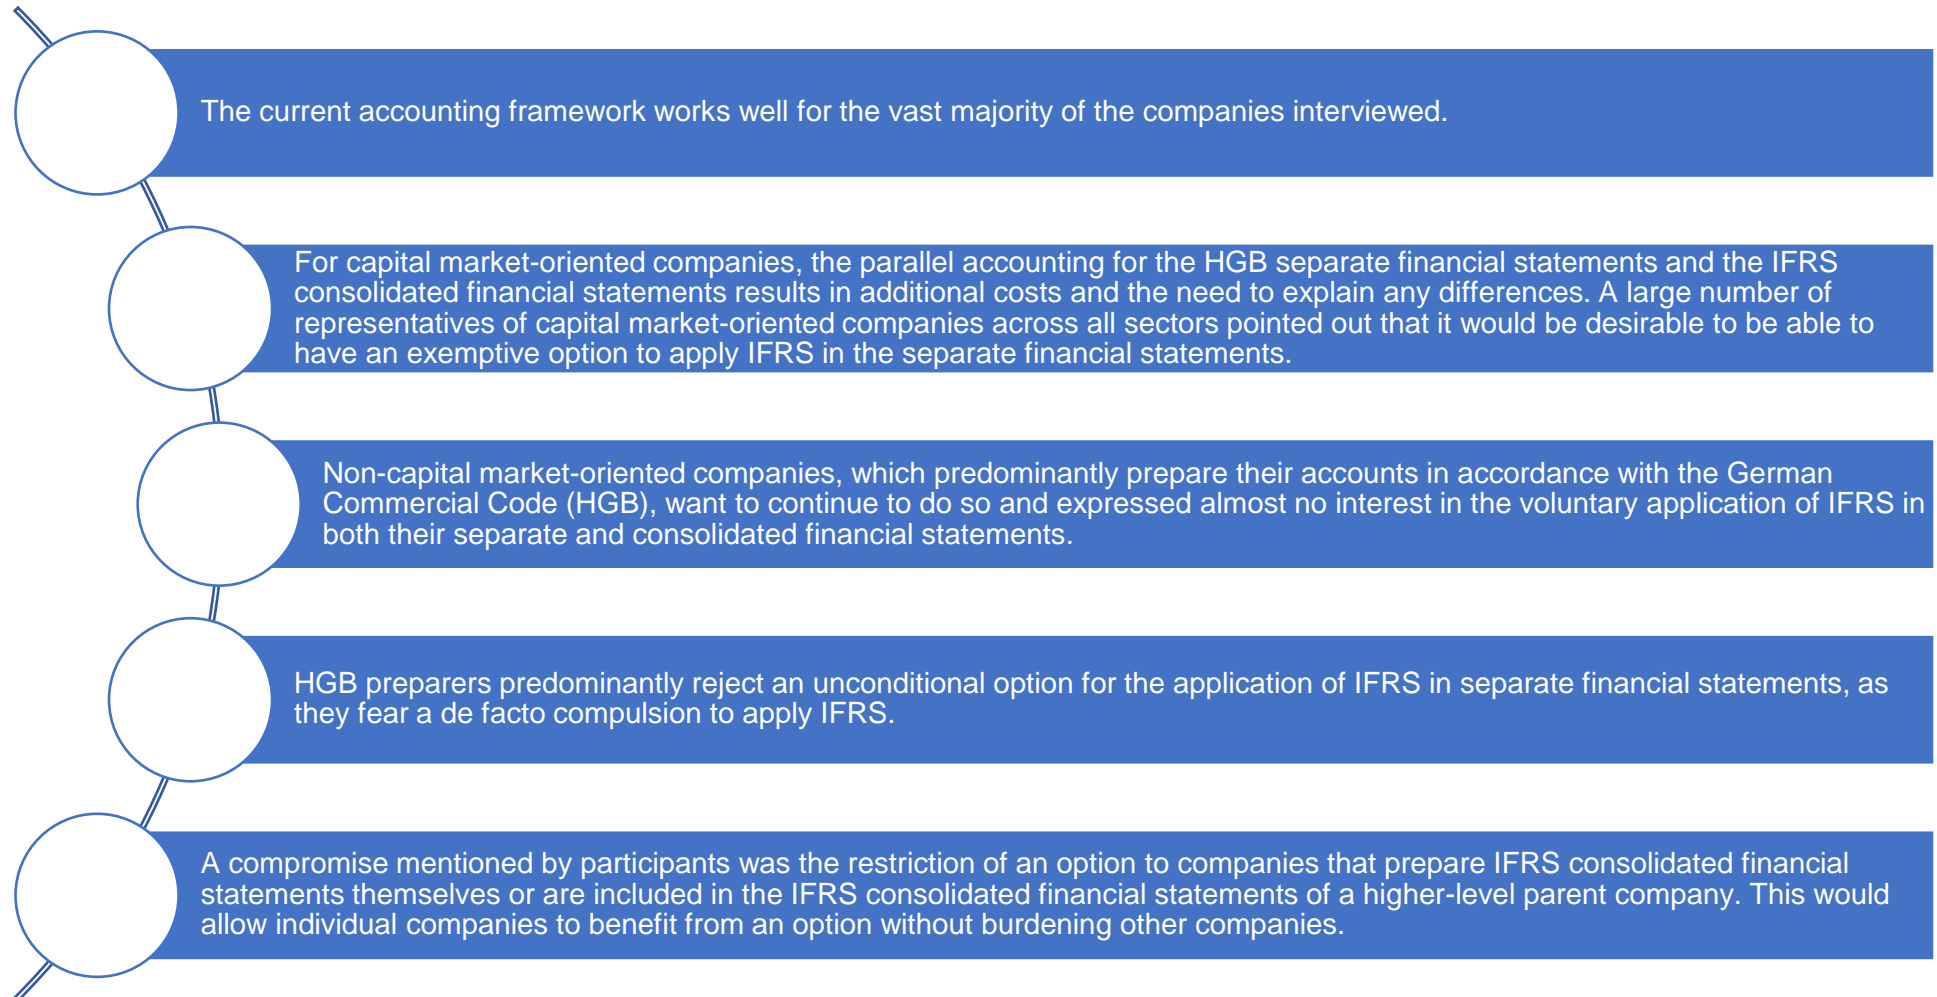 The current accounting framework works well for the vast majority of the companies interviewed.
For capital market-oriented companies, the parallel accounting for the HGB separate financial statements and the IFRS
consolidated financial statements results in additional costs and the need to explain any differences. A large number of
representatives of capital market-oriented companies across all sectors pointed out that it would be desirable to be able to
have an exemptive option to apply IFRS in the separate financial statements.
Non-capital market-oriented companies, which predominantly prepare their accounts in accordance with the German
Commercial Code (HGB), want to continue to do so and expressed almost no interest in the voluntary application of IFRS in
both their separate and consolidated financial statements.
HGB preparers predominantly reject an unconditional option for the application of IFRS in separate financial statements, as
they fear a de facto compulsion to apply IFRS.
A compromise mentioned by participants was the restriction of an option to companies that prepare IFRS consolidated financial
statements themselves or are included in the IFRS consolidated financial statements of a higher-level parent company. This would
allow individual companies to benefit from an option without burdening other companies.